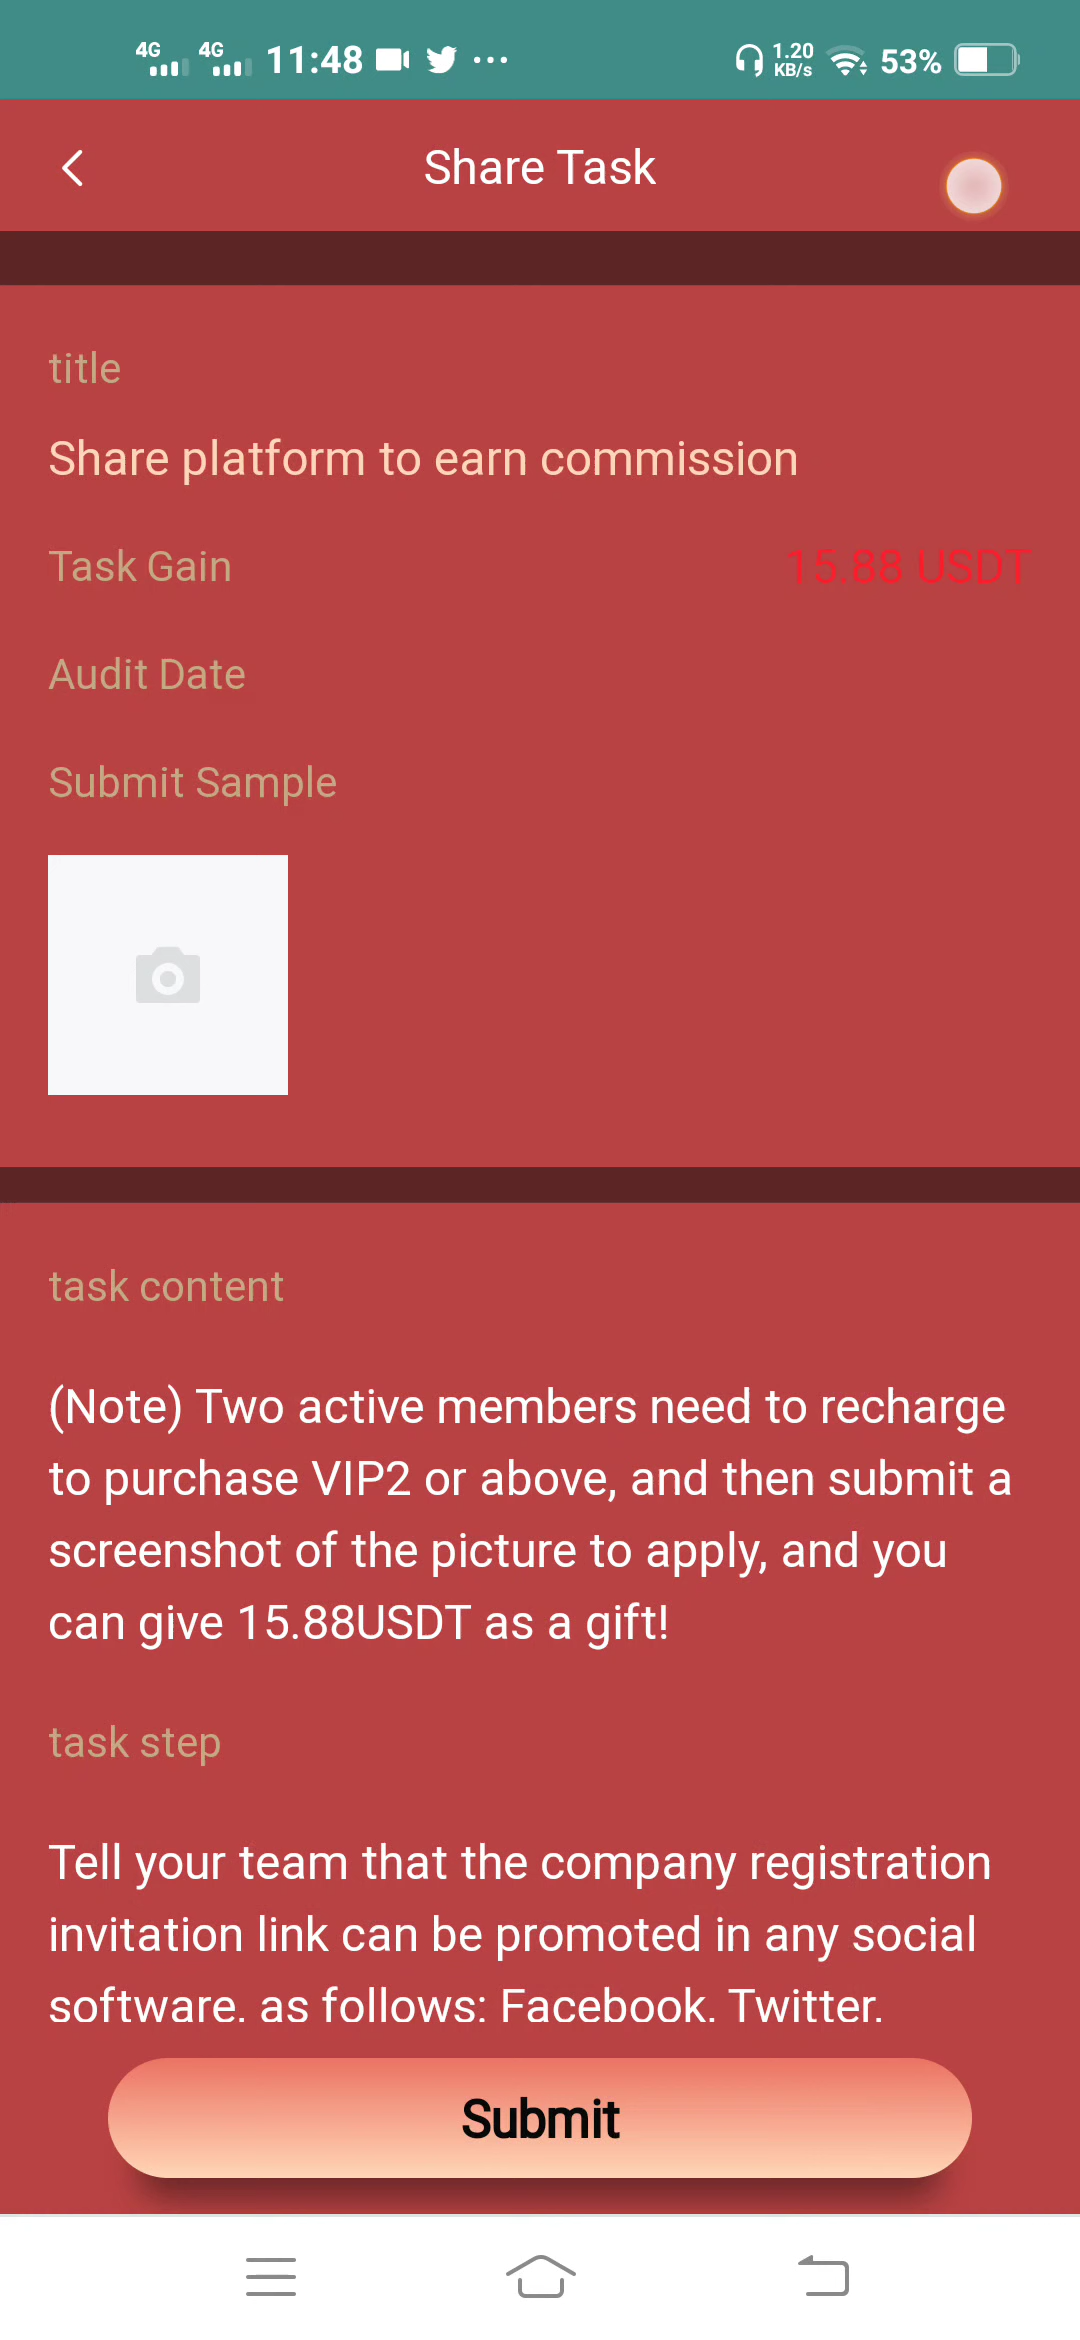 4G 4G 11:48 ... 1.20 KB/s 53%
Share Task
title
Share platform to earn commission
Task Gain 15.88 USDT
Audit Date
Submit Sample
task content
(Note) Two active members need to recharge
to purchase VIP2 or above, and then submit a
screenshot of the picture to apply, and you
can give 15.88USDT as a gift!
task step
Tell your team that the company registration
invitation link can be promoted in any social
software, as follows: Facebook, Twitter,
Submit